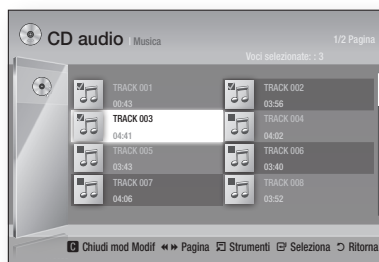 CD audio | Musica
1/2 Pagina
Voci selezionate: : 3
TRACK 001
00:43
TRACK 002
03:56
TRACK 003
04:41
TRACK 004
04:02
TRACK 005
03:43
TRACK 006
03:40
TRACK 007
04:06
TRACK 008
03:52
C Chiudi mod Modif Pagina Strumenti Seleziona Ritorna